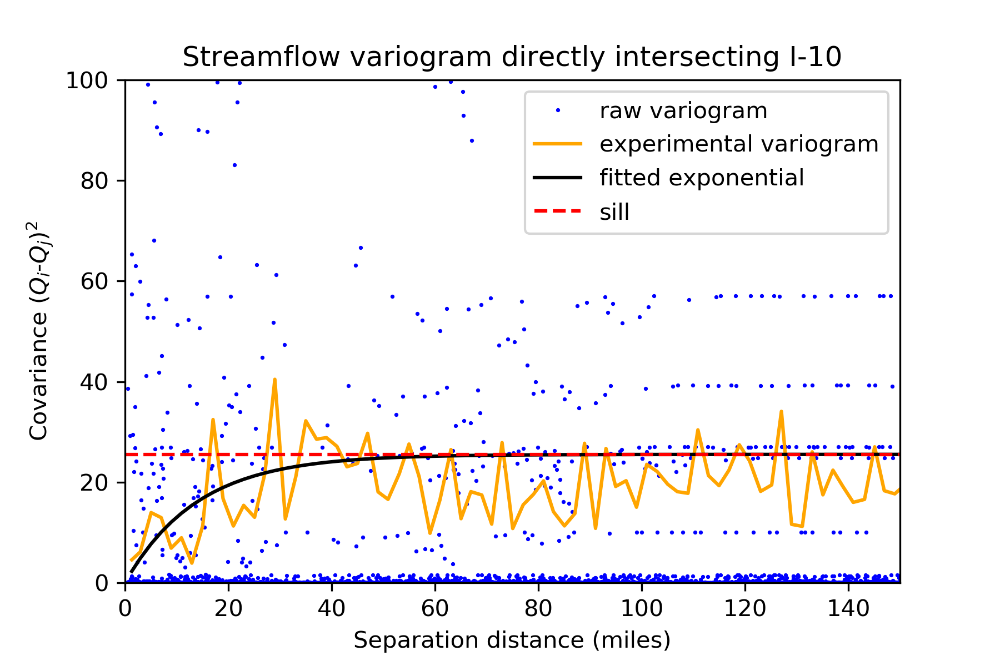 Streamflow variogram directly intersecting I-10
100
80
60
40
20
0
Covariance (Qᵢ-Qⱼ)²
raw variogram
experimental variogram
fitted exponential
sill
0 20 40 60 80 100 120 140
Separation distance (miles)